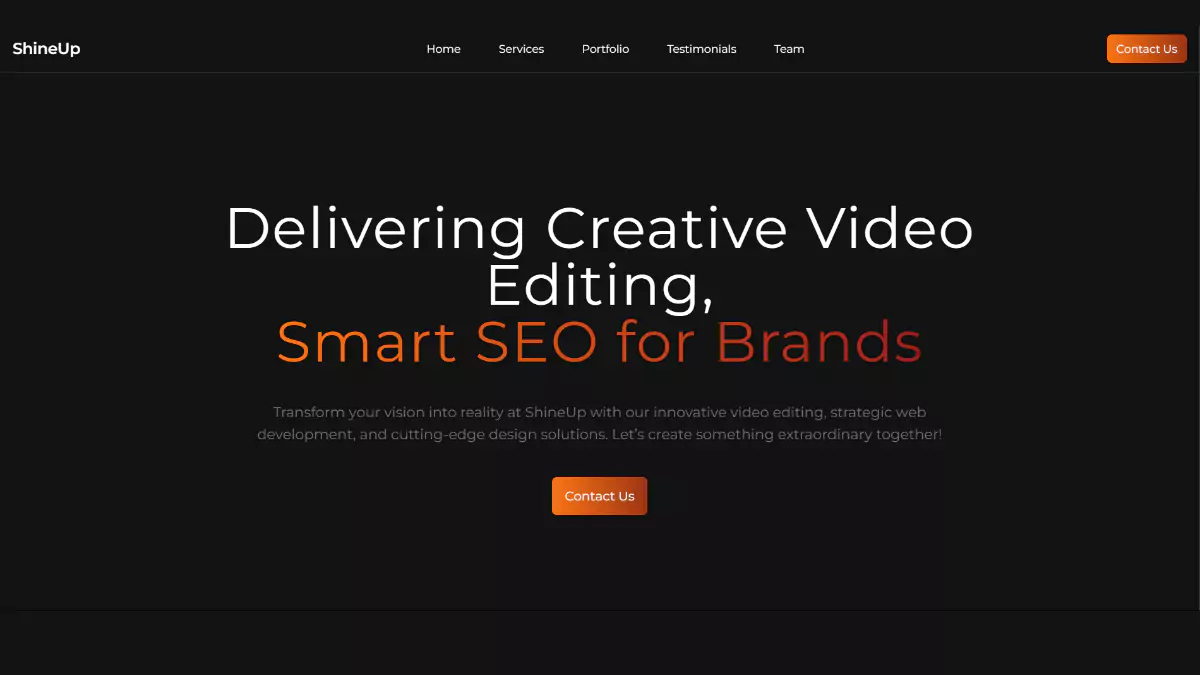 ShineUp
Home
Services
Portfolio
Testimonials
Team
Contact Us
Delivering Creative Video
Editing,
Smart SEO for Brands
Transform your vision into reality at ShineUp with our innovative video editing, strategic web
development, and cutting-edge design solutions. Let's create something extraordinary together!
Contact Us